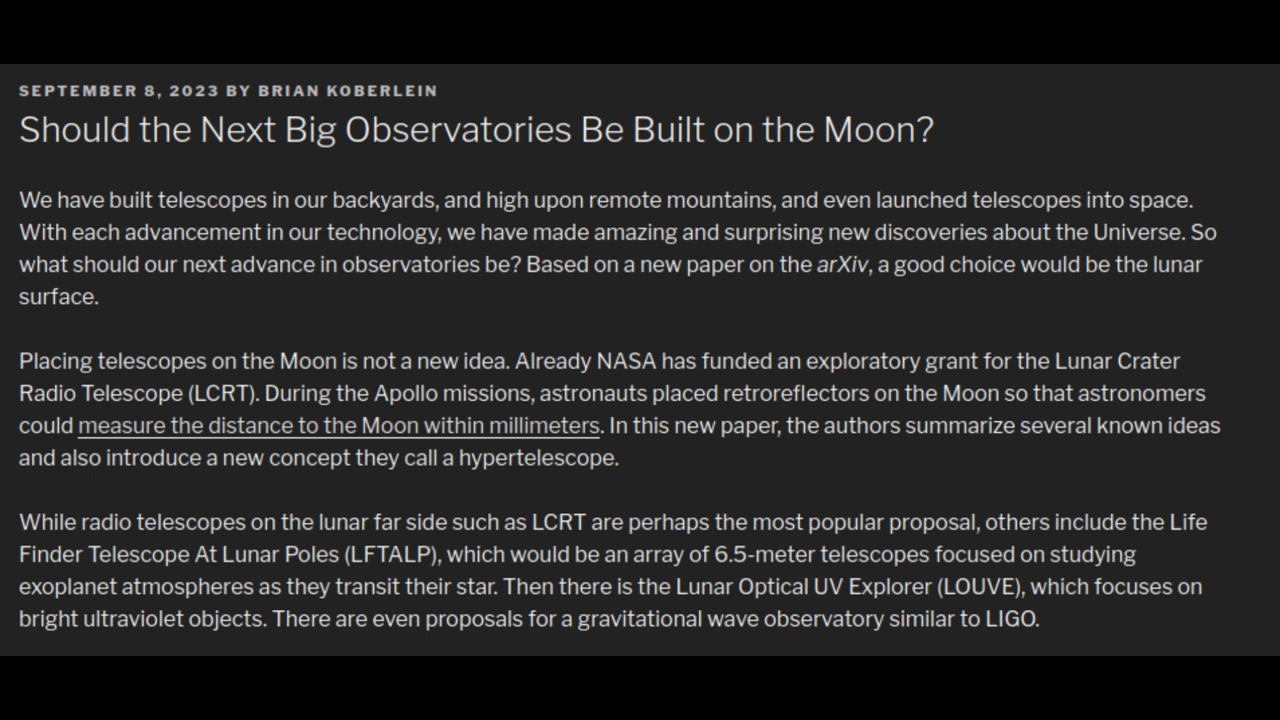 SEPTEMBER 8, 2023 BY BRIAN KOBERLEIN
Should the Next Big Observatories Be Built on the Moon?
We have built telescopes in our backyards, and high upon remote mountains, and even launched telescopes into space.
With each advancement in our technology, we have made amazing and surprising new discoveries about the Universe. So
what should our next advance in observatories be? Based on a new paper on the arXiv, a good choice would be the lunar
surface.
Placing telescopes on the Moon is not a new idea. Already NASA has funded an exploratory grant for the Lunar Crater
Radio Telescope (LCRT). During the Apollo missions, astronauts placed retroreflectors on the Moon so that astronomers
could measure the distance to the Moon within millimeters. In this new paper, the authors summarize several known ideas
and also introduce a new concept they call a hypertelescope.
While radio telescopes on the lunar far side such as LCRT are perhaps the most popular proposal, others include the Life
Finder Telescope At Lunar Poles (LFTALP), which would be an array of 6.5-meter telescopes focused on studying
exoplanet atmospheres as they transit their star. Then there is the Lunar Optical UV Explorer (LOUVE), which focuses on
bright ultraviolet objects. There are even proposals for a gravitational wave observatory similar to LIGO.